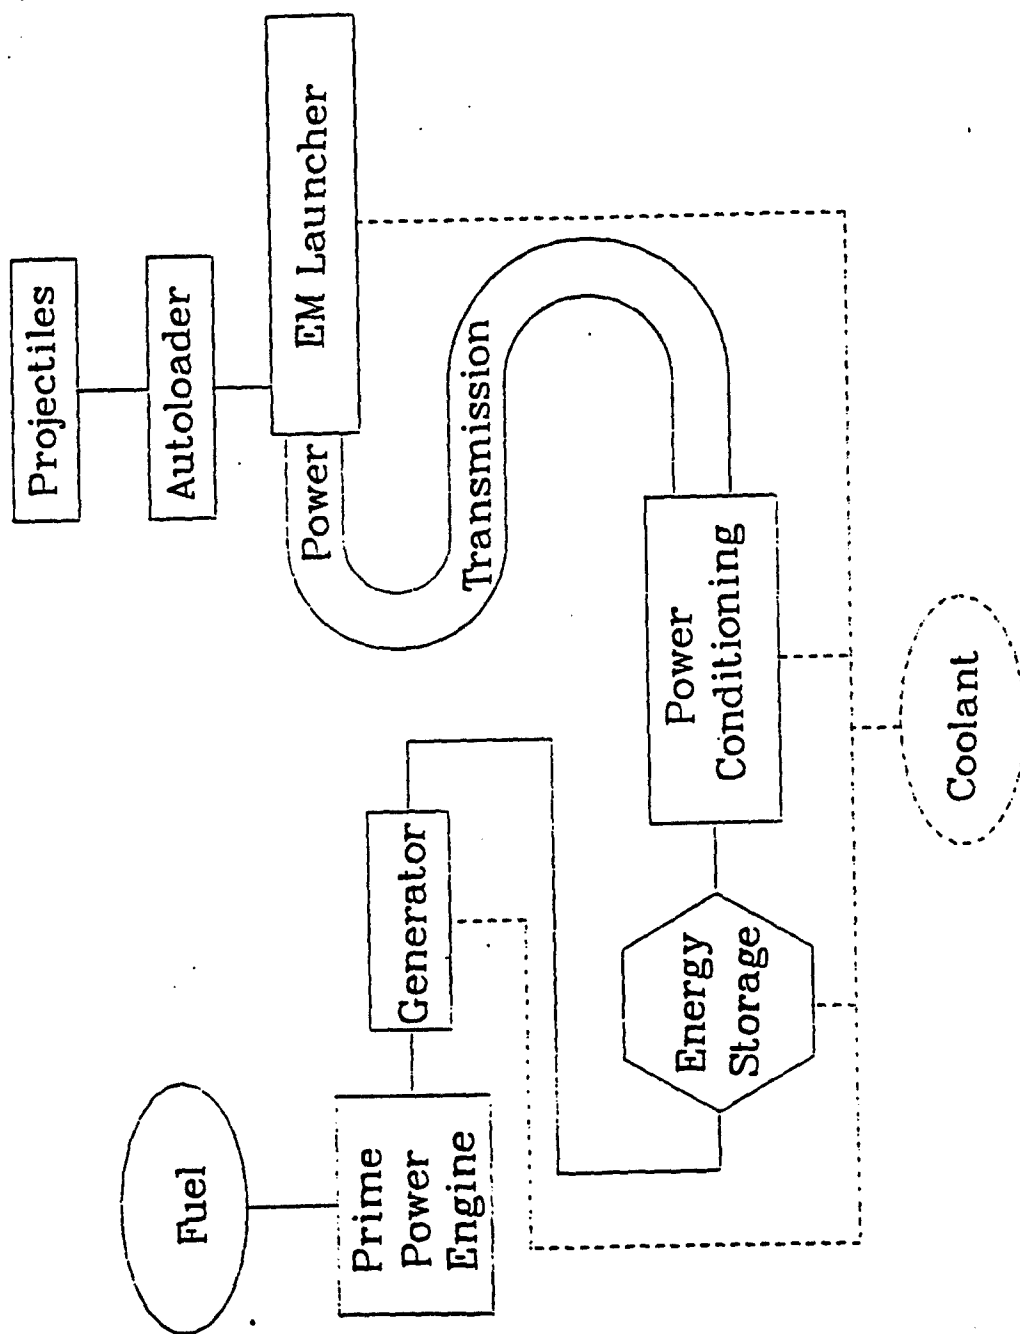 Projectiles
Autoloader
EM Launcher
Power
Transmission
Fuel
Prime
Power
Engine
Generator
Energy
Storage
Power
Conditioning
Coolant